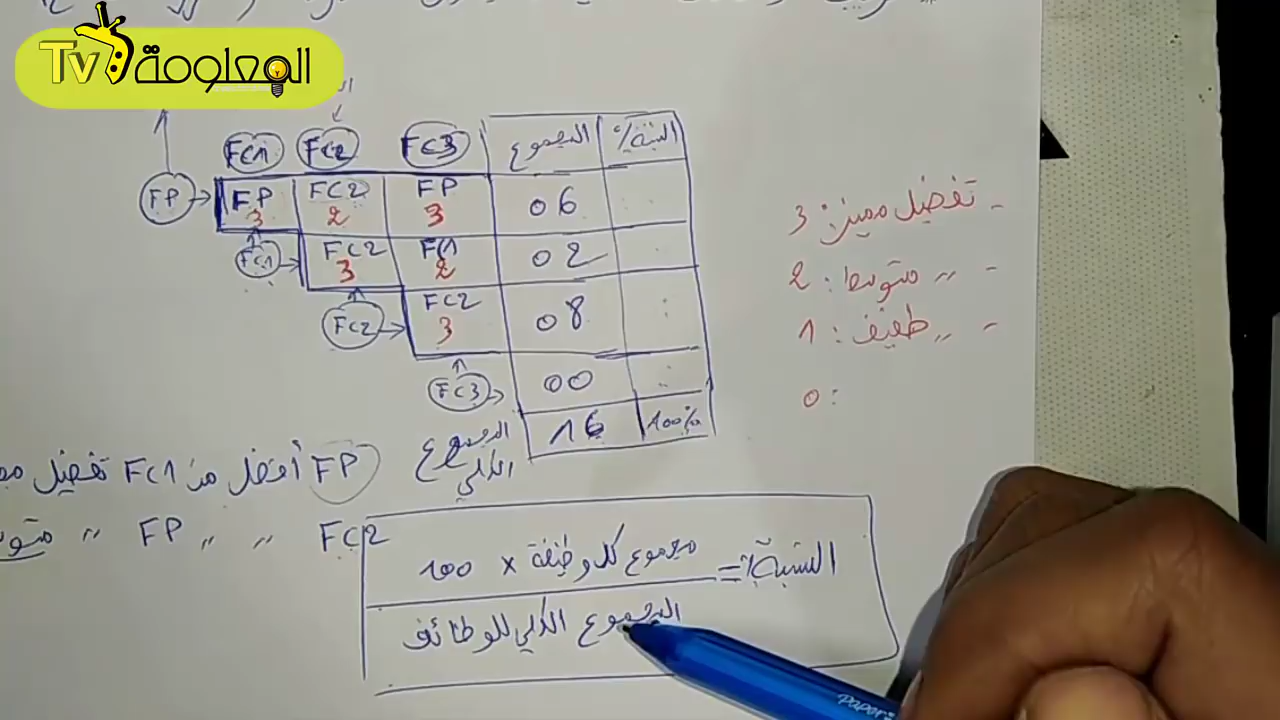 المعلومة Tv
FC1 FC2 FC3 المجموع النسبة %
FP FP 3 FC2 2 FP 3 06
FC1 FC2 3 FC1 2 02
FC2 FC2 3 08
FC3 00
المجموع الكلي 16 100%
- تفضيل مميز : 3
- " متوسط : 2
- " طفيف : 1
: 0
FP أفضل من FC1 تفضيل
FC2 " " FP "
النسبة % = مجموع كل وظيفة × 100
المجموع الكلي للوظائف
Paper